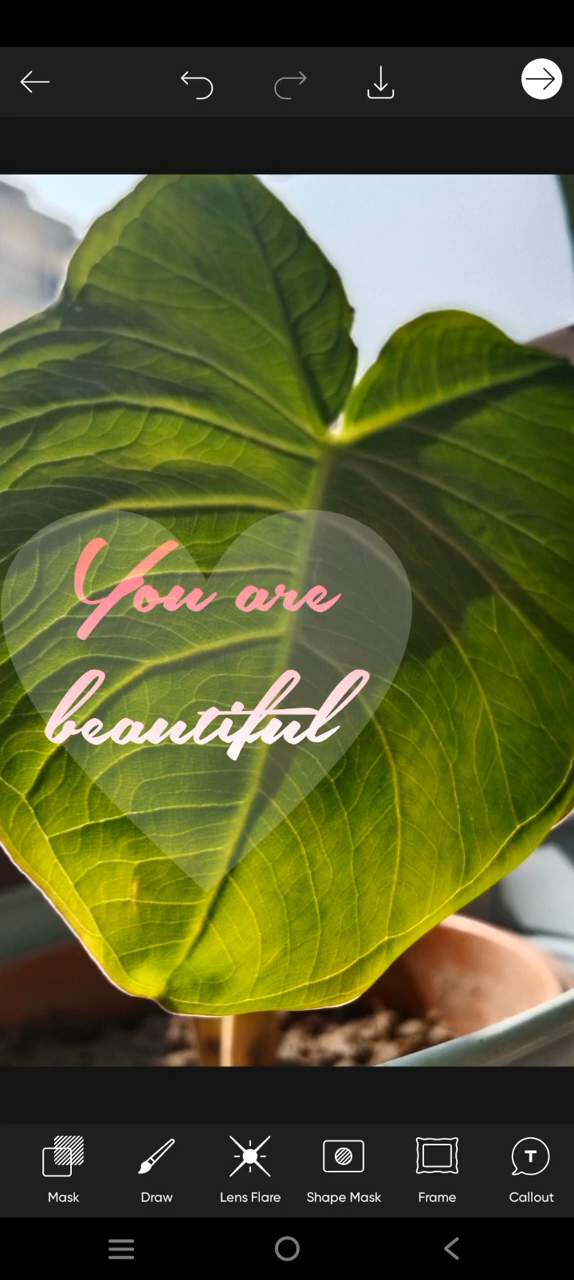 You are
beautiful
Mask
Draw
Lens Flare
Shape Mask
Frame
T
Callout